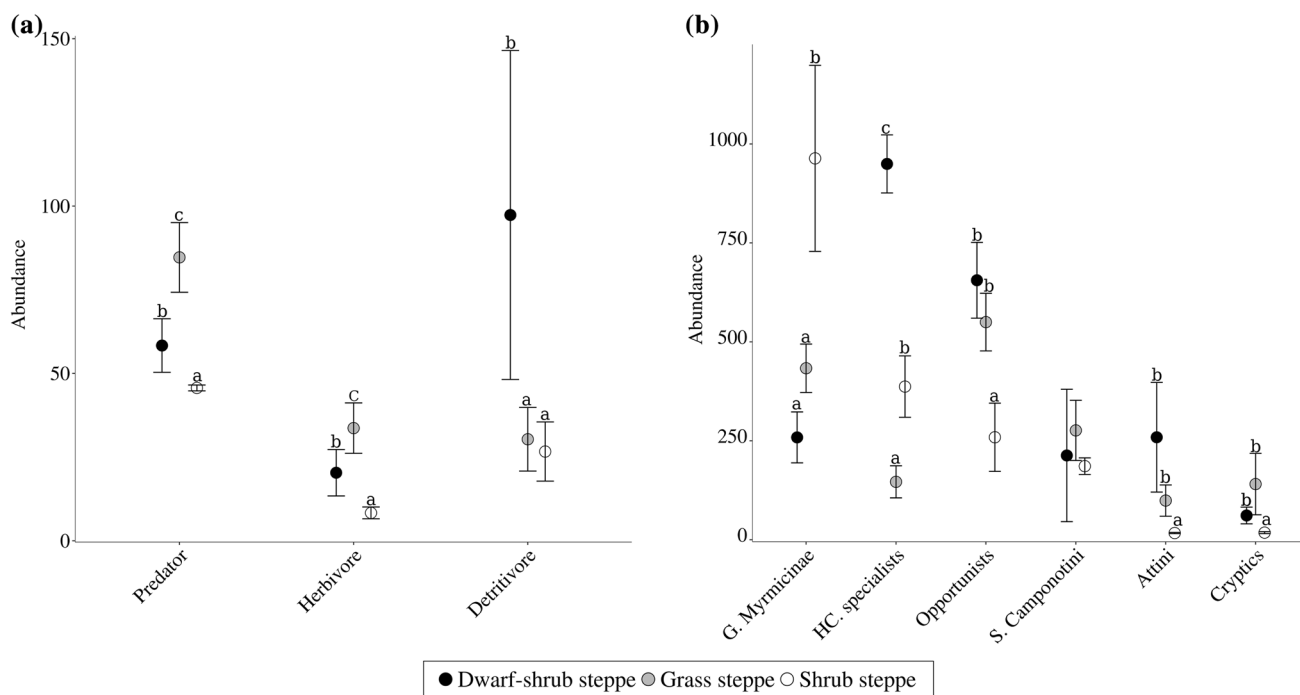 (a)
150
100
50
0
Abundance
b
c
a
b
C
a
b
a
a
Predator
Herbivore
Detritivore
(b)
1000
750
500
250
0
Abundance
a
a
b
c
a
b
b
b
a
b
b
a
b
b
a
G. Myrmicinae
HC. specialists
Opportunists
S. Camponotini
Attini
Cryptics
Dwarf-shrub steppe Grass steppe Shrub steppe